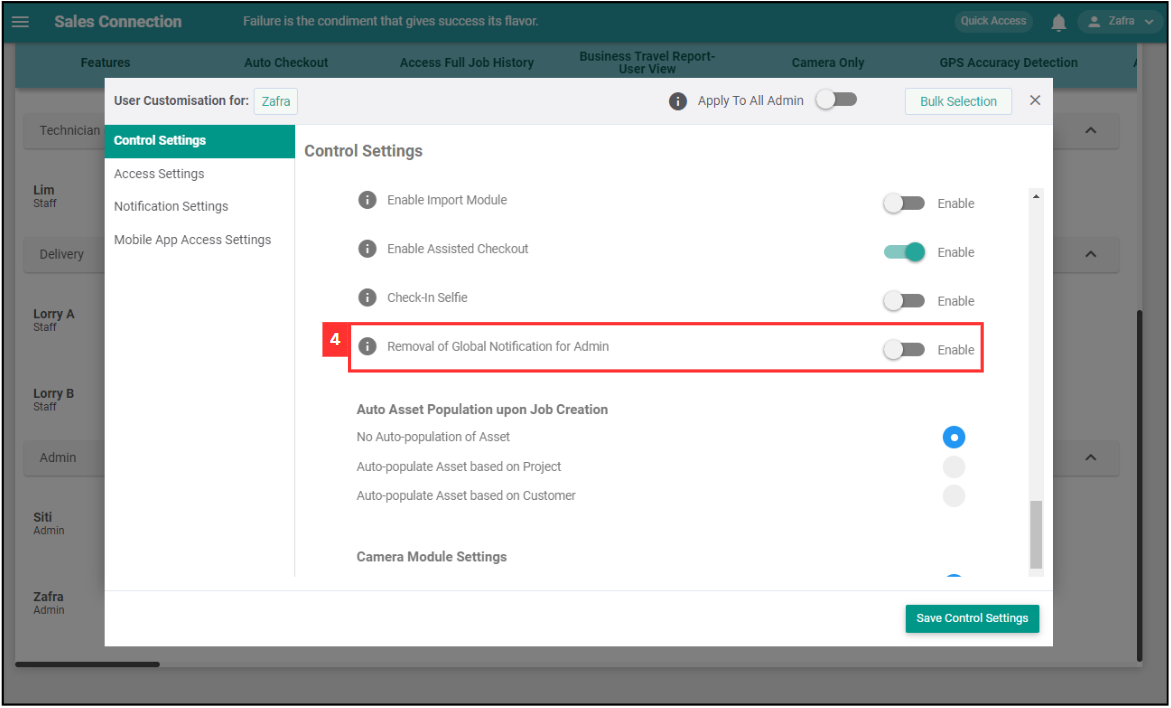 Sales Connection
Failure is the condiment that gives success its flavor.
Quick Access
Zafra
Features
Auto Checkout
Access Full Job History
Business Travel Report-
User View
Camera Only
GPS Accuracy Detection
User Customisation for: Zafra
Apply To All Admin
Bulk Selection
Technician
Lim
Staff
Delivery
Lorry A
Staff
Lorry B
Staff
Admin
Siti
Admin
Zafra
Admin
Control Settings
Access Settings
Notification Settings
Mobile App Access Settings
Control Settings
Enable Import Module
Enable
Enable Assisted Checkout
Enable
Check-In Selfie
Enable
4
Removal of Global Notification for Admin
Enable
Auto Asset Population upon Job Creation
No Auto-population of Asset
Auto-populate Asset based on Project
Auto-populate Asset based on Customer
Camera Module Settings
Save Control Settings